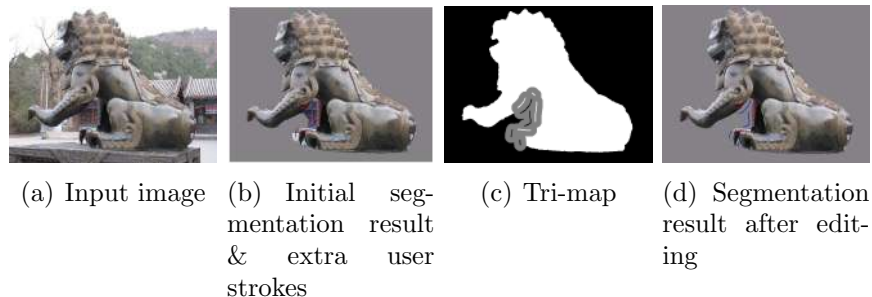 (a) Input image
(b) Initial seg-
mentation result
& extra user
strokes
(c) Tri-map
(d) Segmentation
result after edit-
ing